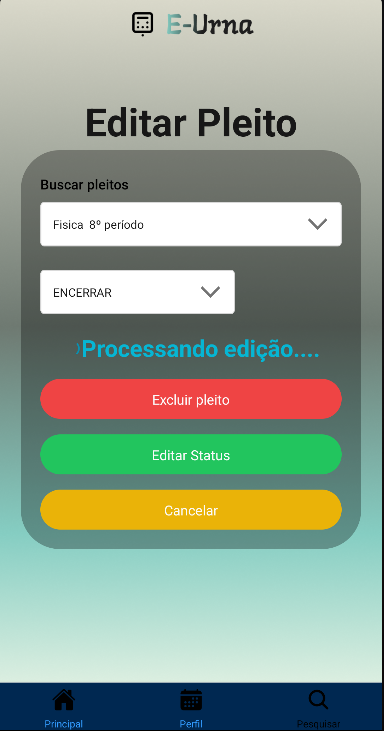 E-Urna
Editar Pleito
Buscar pleitos
Fisica 8º período
ENCERRAR
Processando edição....
Excluir pleito
Editar Status
Cancelar
Principal
Perfil
Pesquisar